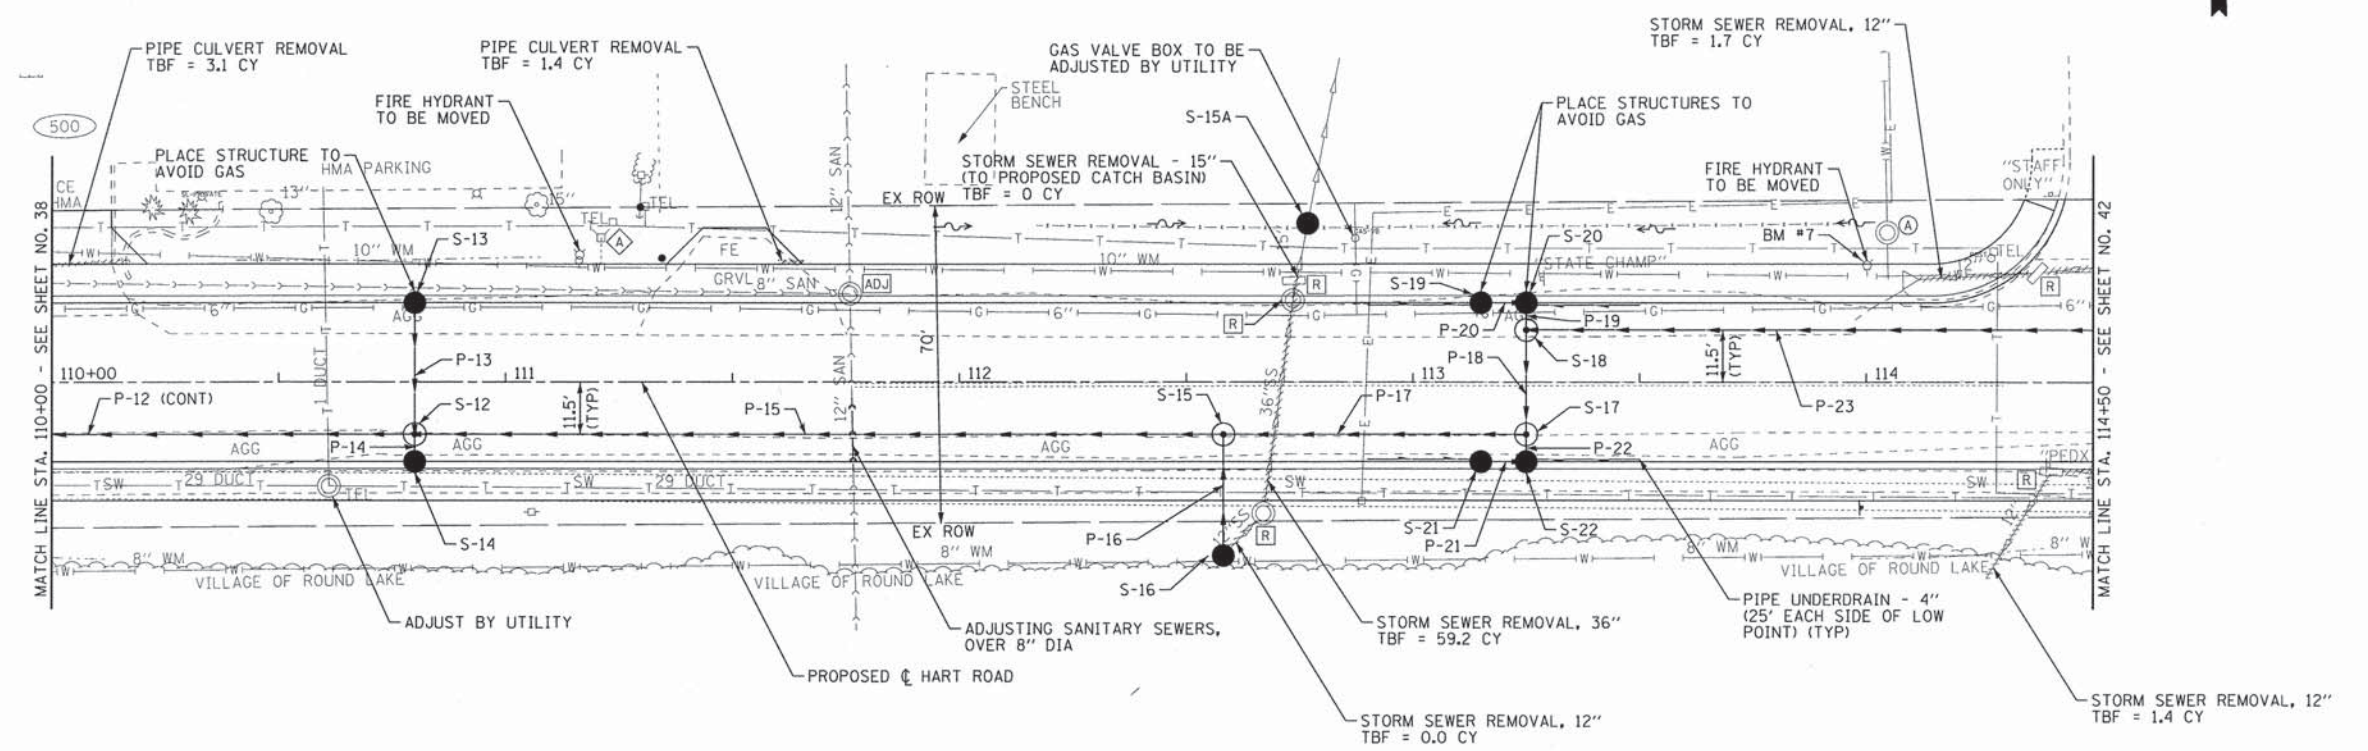 STORM SEWER REMOVAL, 12"
TBF = 1.7 CY
PIPE CULVERT REMOVAL
TBF = 3.1 CY
PIPE CULVERT REMOVAL
TBF = 1.4 CY
GAS VALVE BOX TO BE
ADJUSTED BY UTILITY
STEEL
BENCH
FIRE HYDRANT
TO BE MOVED
PLACE STRUCTURES TO
AVOID GAS
S-15A
500
PLACE STRUCTURE TO
AVOID GAS
HMA PARKING
12" SAN
STORM SEWER REMOVAL - 15"
(TO PROPOSED CATCH BASIN)
TBF = 0 CY
FIRE HYDRANT
TO BE MOVED
"STAFF
ONLY"
CE
HMA
13"
15"
TEL
TEL
EX ROW
A
A
BM #7
TEL
S-13
10" WM
FE
10" WM
S-20
"STATE CHAMP"
GRVL
8" SAN
ADJ
R
S-19
R
6"
AGG
6"
R
P-20
AG
P-19
6"
70'
1 DUCT
P-13
12" SAN
P-18
S-18
11.5'
(TYP)
110+00
111
112
113
114
P-12 (CONT)
S-12
11.5'
(TYP)
P-15
S-15
36"SS
P-17
S-17
P-23
AGG
P-14
AGG
AGG
P-22
AGG
"PEDX
SW
29 DUCT
SW
29 DUCT
SW
SW
R
TEL
12"
S-14
EX ROW
P-16
R
S-21
P-21
S-22
8" WM
8" WM
8" WM
8" W
VILLAGE OF ROUND LAKE
VILLAGE OF ROUND LAKE
VILLAGE OF ROUND LAKE
S-16
ADJUST BY UTILITY
ADJUSTING SANITARY SEWERS,
OVER 8" DIA
STORM SEWER REMOVAL, 36"
TBF = 59.2 CY
PIPE UNDERDRAIN - 4"
(25' EACH SIDE OF LOW
POINT) (TYP)
PROPOSED ℄ HART ROAD
STORM SEWER REMOVAL, 12"
TBF = 0.0 CY
STORM SEWER REMOVAL, 12"
TBF = 1.4 CY
MATCH LINE STA. 110+00 - SEE SHEET NO. 38
MATCH LINE STA. 114+50 - SEE SHEET NO. 42